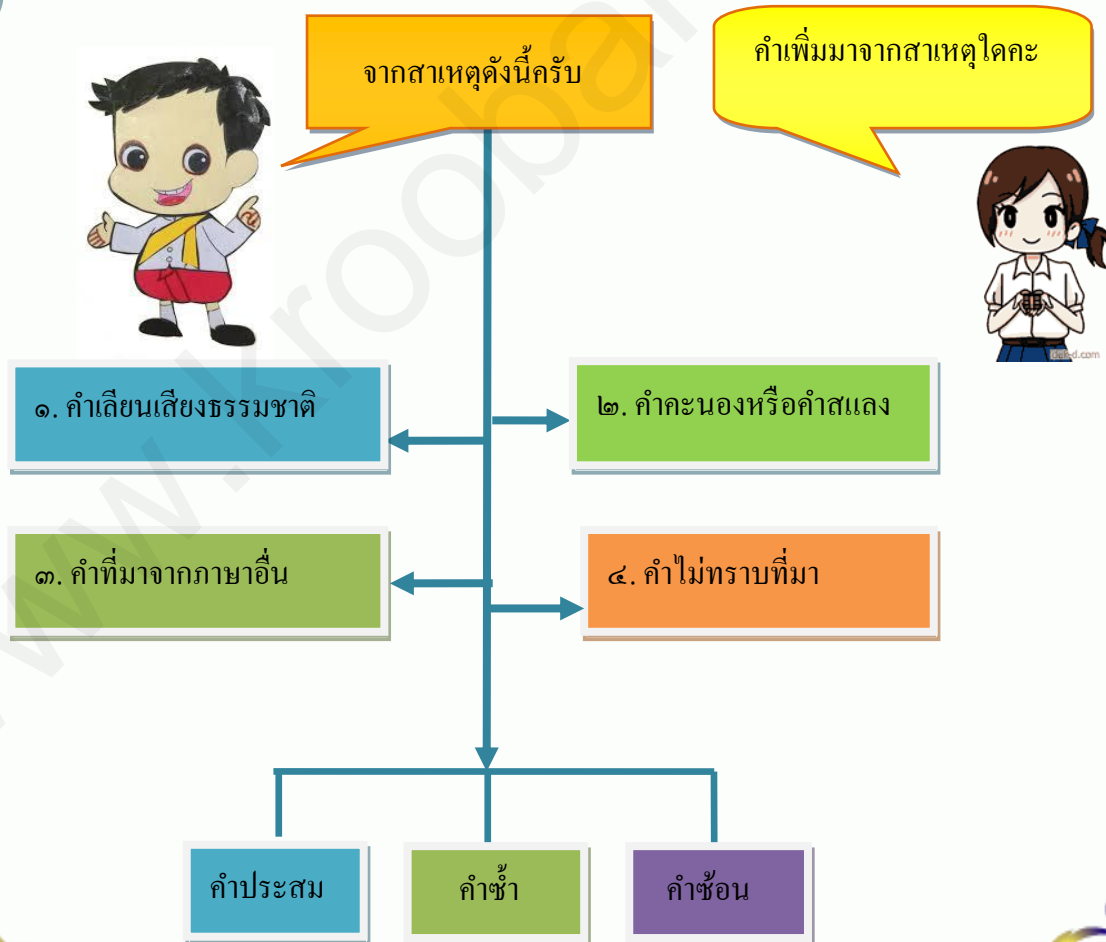 คำเพิ่มมาจากสาเหตุใดคะ
จากสาเหตุดังนี้ครับ
๑. คำเลียนเสียงธรรมชาติ
๒. คำคะนองหรือคำสแลง
๓. คำที่มาจากภาษาอื่น
๔. คำไม่ทราบที่มา
คำประสม
คำซ้ำ
คำซ้อน